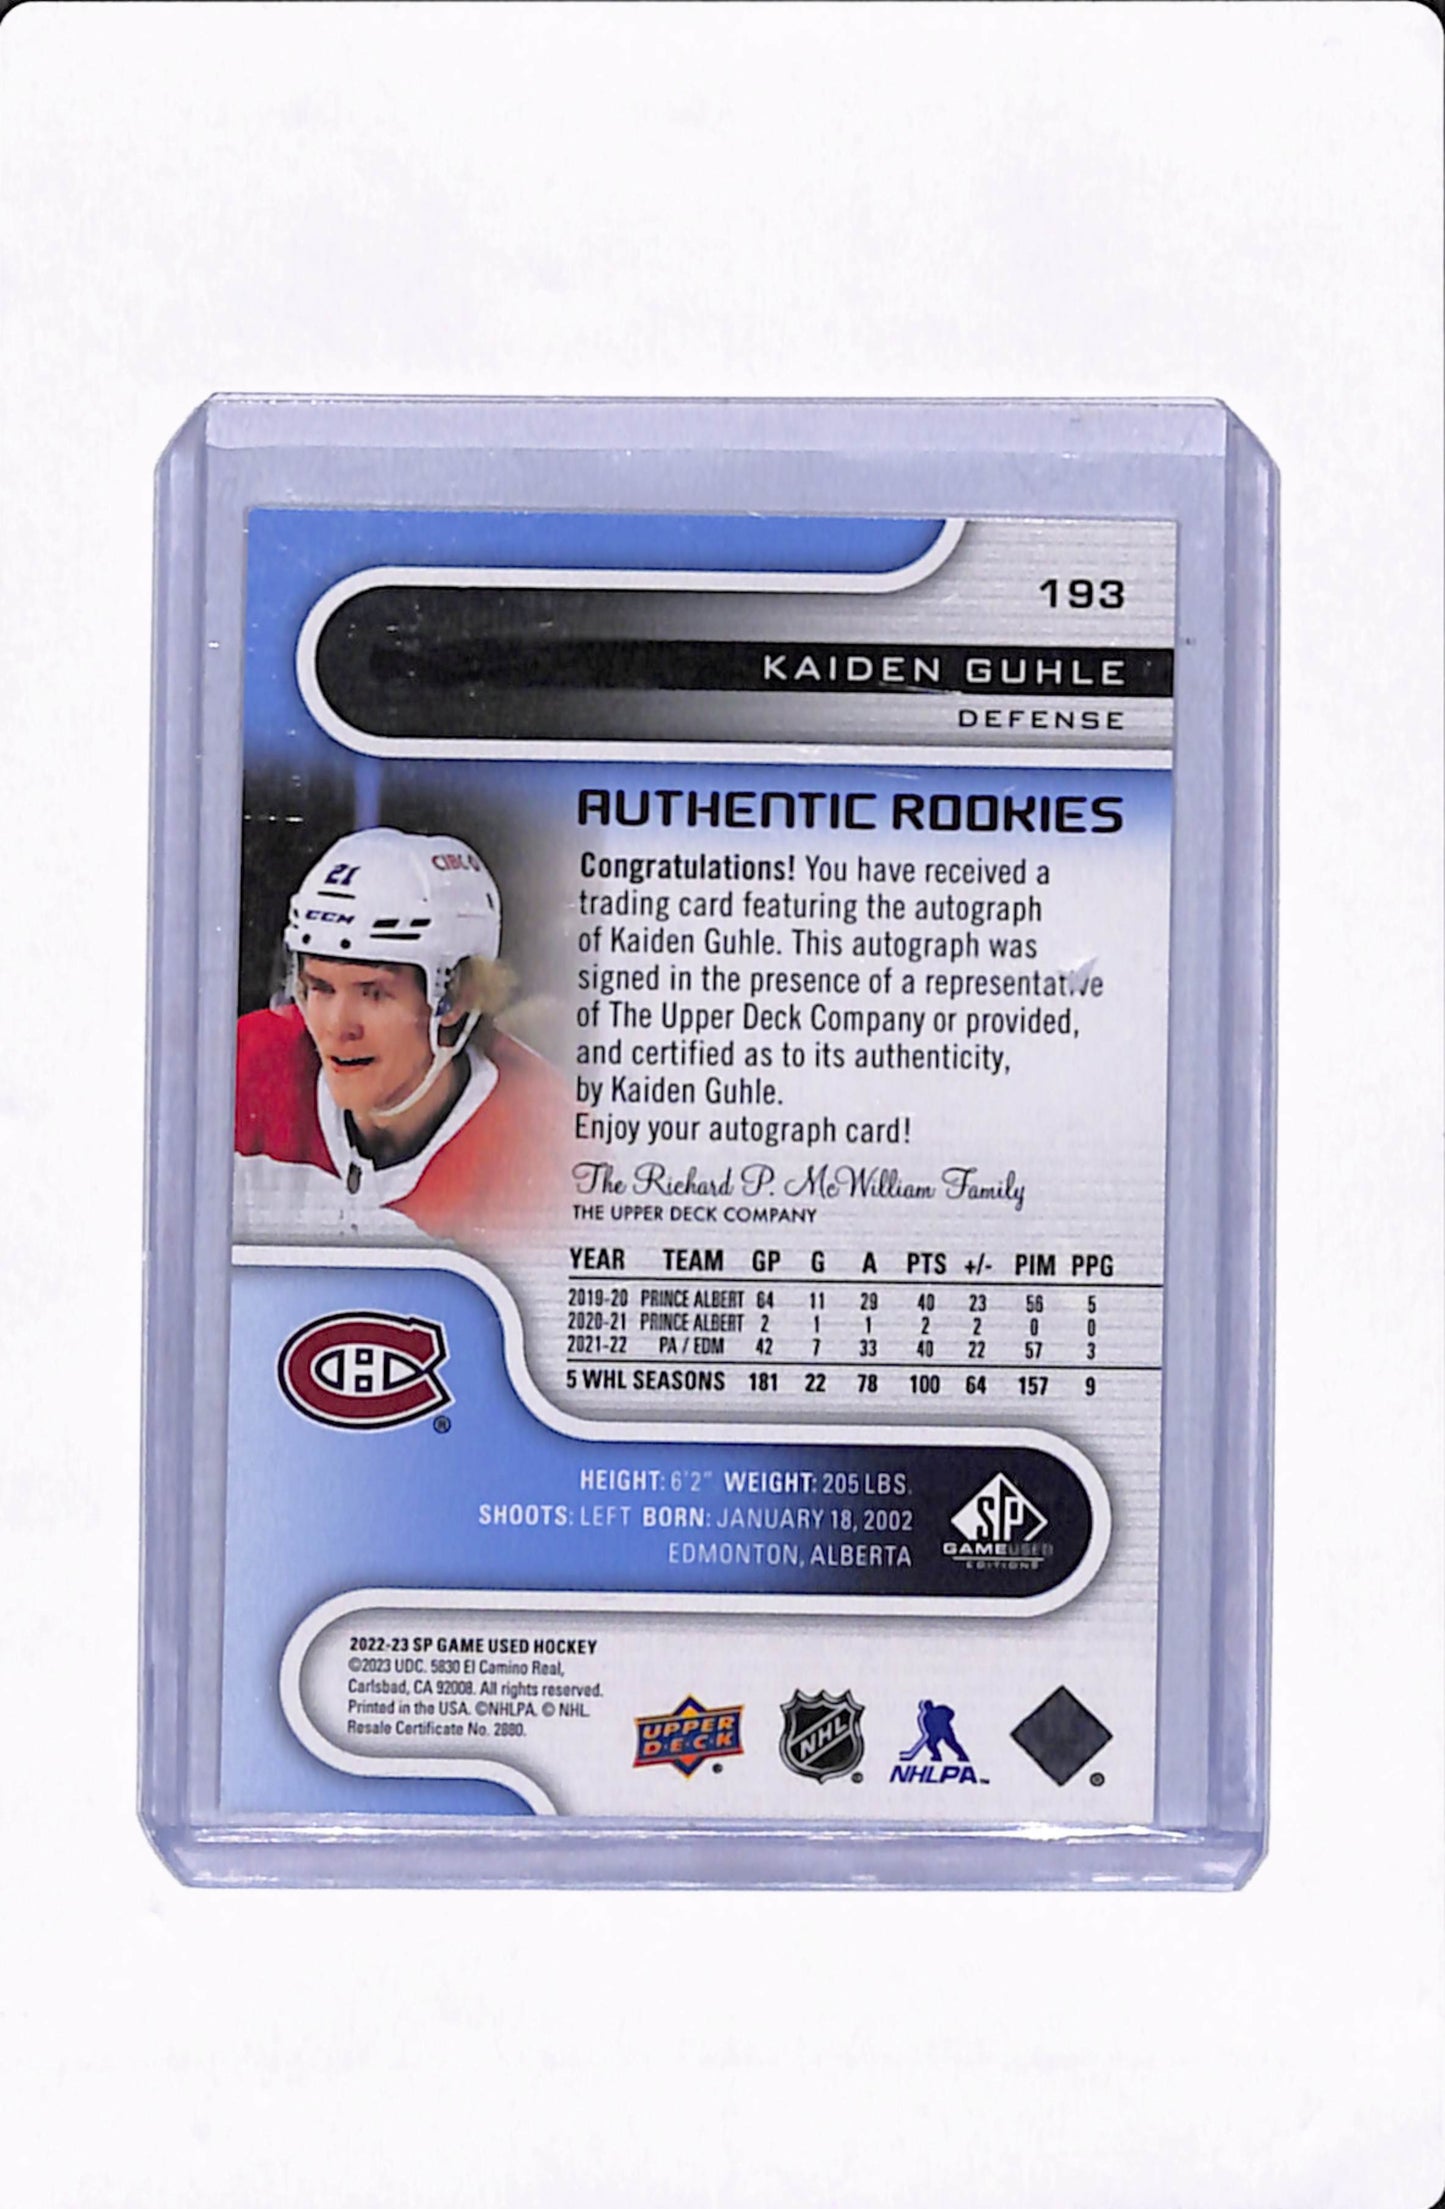 193
KAIDEN GUHLE
DEFENSE
AUTHENTIC ROOKIES
21
CIBC
CCM
Congratulations! You have received a
trading card featuring the autograph
of Kaiden Guhle. This autograph was
signed in the presence of a representative
of The Upper Deck Company or provided,
and certified as to its authenticity,
by Kaiden Guhle.
Enjoy your autograph card!
The Richard P. McWilliam Family
THE UPPER DECK COMPANY
YEAR TEAM GP G A PTS +/- PIM PPG
2019-20 PRINCE ALBERT 64 11 29 40 23 56 5
2020-21 PRINCE ALBERT 2 1 1 2 2 0 0
2021-22 PA / EDM 42 7 33 40 22 57 3
5 WHL SEASONS 181 22 78 100 64 157 9
HEIGHT: 6'2" WEIGHT: 205 LBS.
SHOOTS: LEFT BORN: JANUARY 18, 2002
EDMONTON, ALBERTA
SP
GAME USED
EDITIONS
2022-23 SP GAME USED HOCKEY
©2023 UDC. 5830 El Camino Real,
Carlsbad, CA 92008. All rights reserved.
Printed in the USA. ©NHLPA. © NHL.
Resale Certificate No. 2880.
UPPER
DECK
NHL
NHLPA™